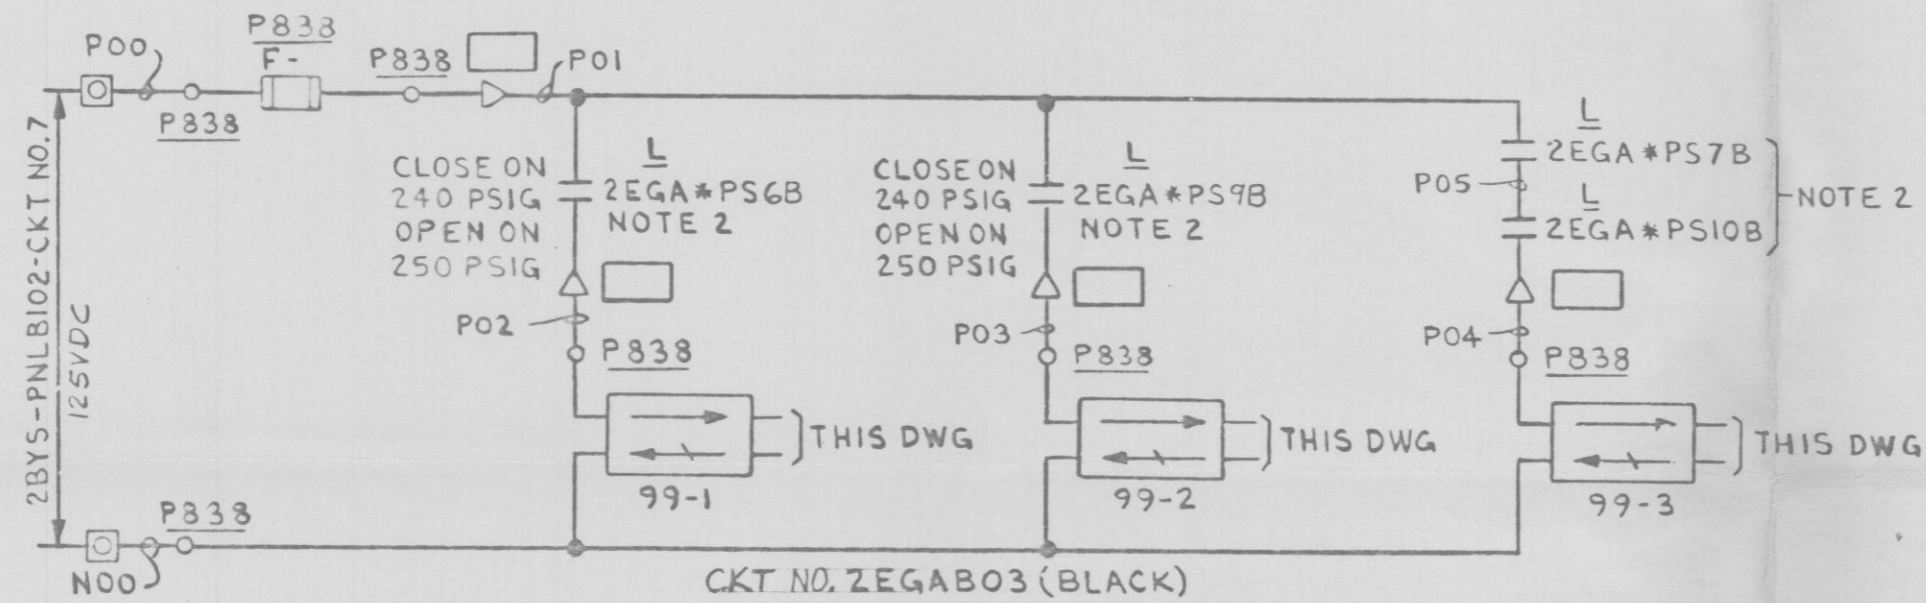 P00
P838
F-
P838
P01
P838
2BYS-PNLB102-CKT NO.7
125VDC
CLOSE ON
240 PSIG
OPEN ON
250 PSIG
L
2EGA*PS6B
NOTE 2
P02
P838
THIS DWG
99-1
CLOSE ON
240 PSIG
OPEN ON
250 PSIG
L
2EGA*PS9B
NOTE 2
P03
P838
THIS DWG
99-2
L
2EGA*PS7B
P05
L
2EGA*PS10B
NOTE 2
P04
P838
THIS DWG
99-3
P838
N00
CKT NO. 2EGAB03 (BLACK)